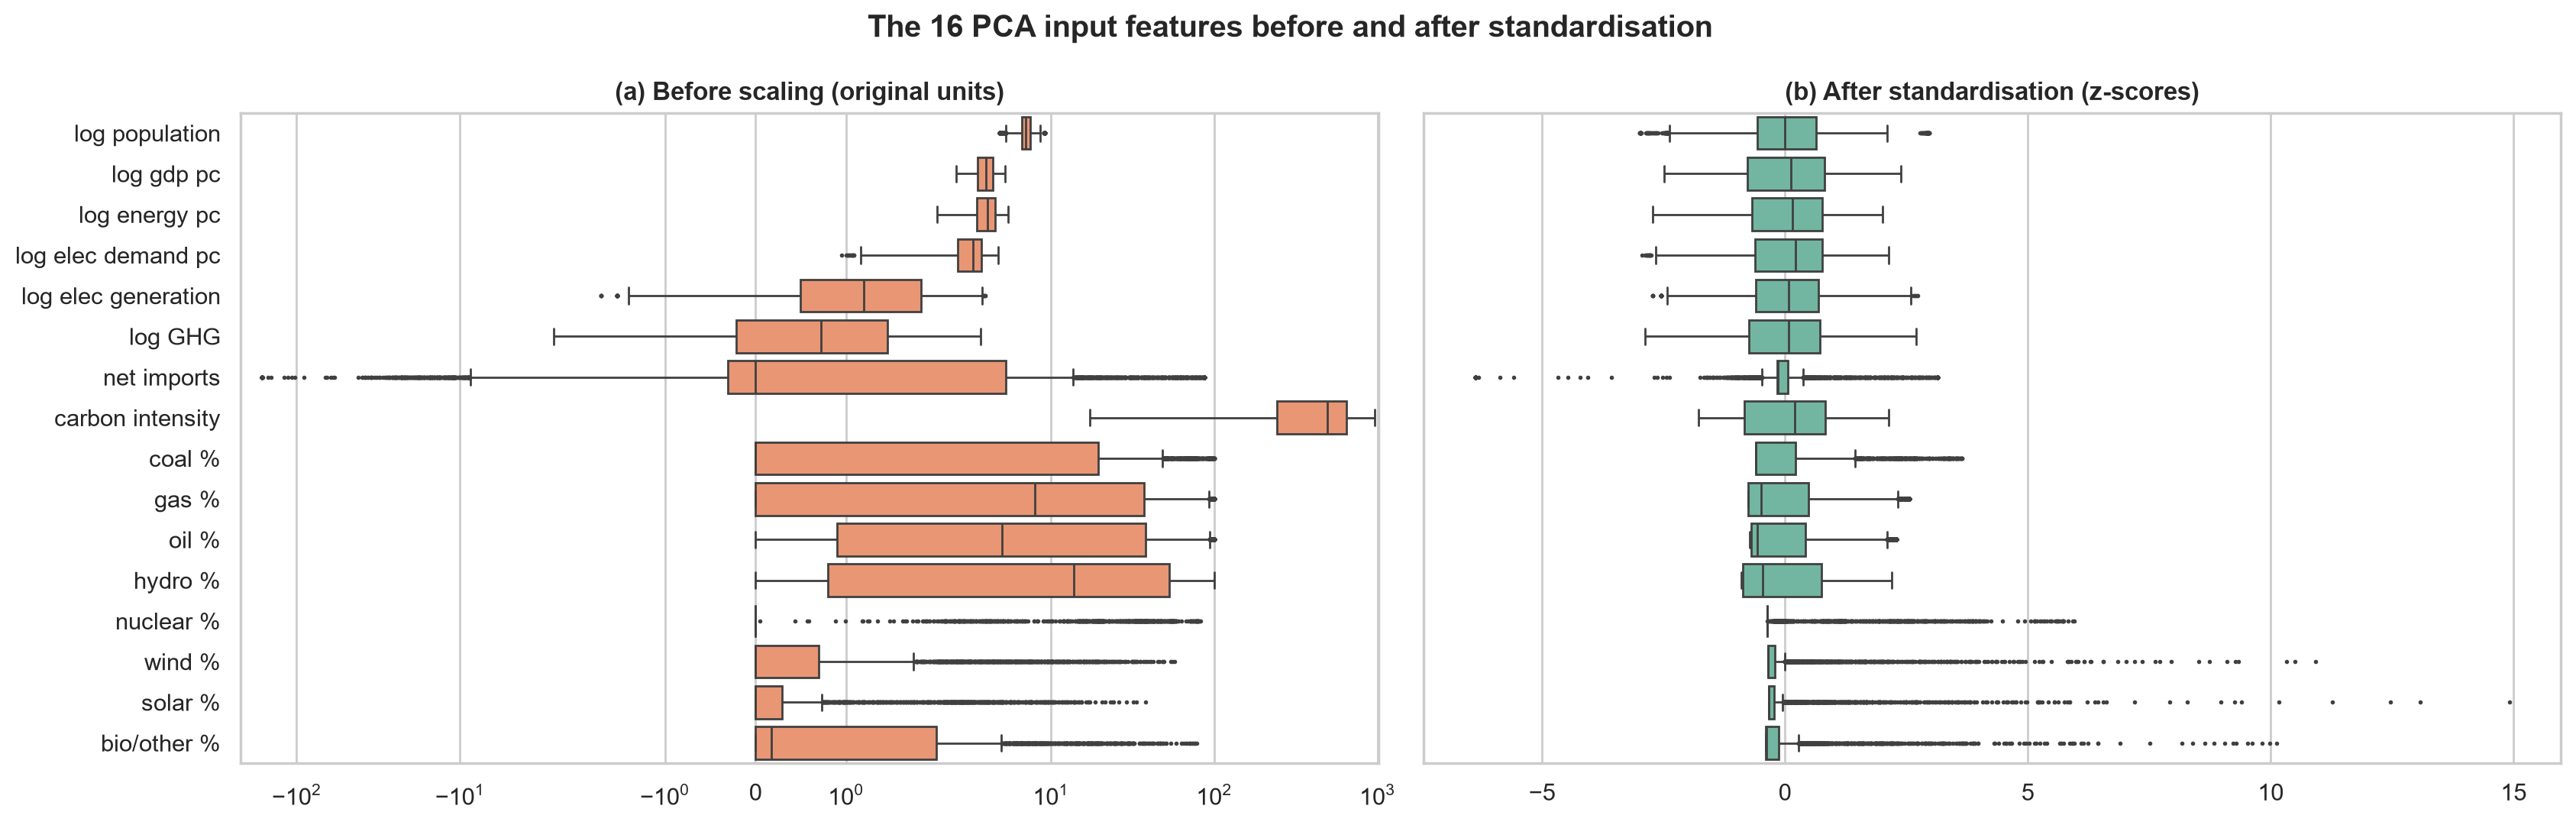 The 16 PCA input features before and after standardisation
(a) Before scaling (original units)
(b) After standardisation (z-scores)
log population
log gdp pc
log energy pc
log elec demand pc
log elec generation
log GHG
net imports
carbon intensity
coal %
gas %
oil %
hydro %
nuclear %
wind %
solar %
bio/other %
−10² −10¹ −10⁰ 0 10⁰ 10¹ 10² 10³
−5 0 5 10 15